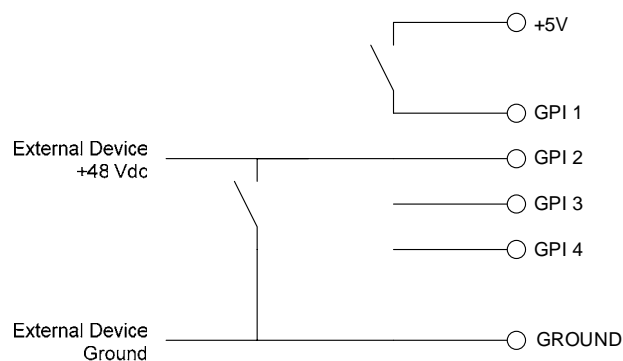 +5V
GPI 1
External Device
+48 Vdc
GPI 2
GPI 3
GPI 4
External Device
Ground
GROUND